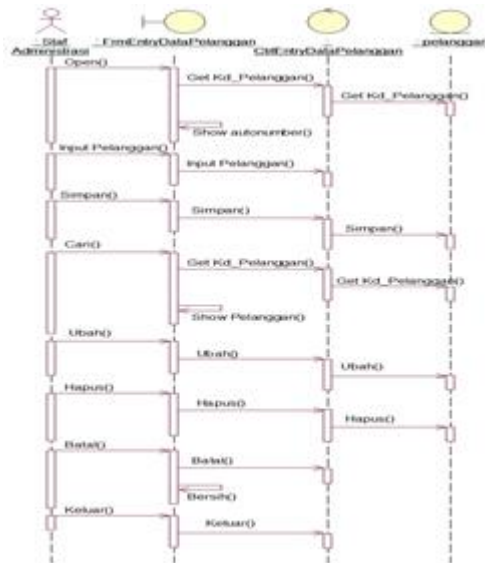 : Staf
Administrasi
: FrmEntryDataPelanggan
:
CtrlEntryDataPelanggan
: pelanggan
Open()
Get Kd_Pelanggan()
Get Kd_Pelanggan()
Show autonumber()
Input Pelanggan()
Input Pelanggan()
Simpan()
Simpan()
Simpan()
Cari()
Get Kd_Pelanggan()
Get Kd_Pelanggan()
Show Pelanggan()
Ubah()
Ubah()
Ubah()
Hapus()
Hapus()
Hapus()
Batal()
Batal()
Bersih()
Keluar()
Keluar()